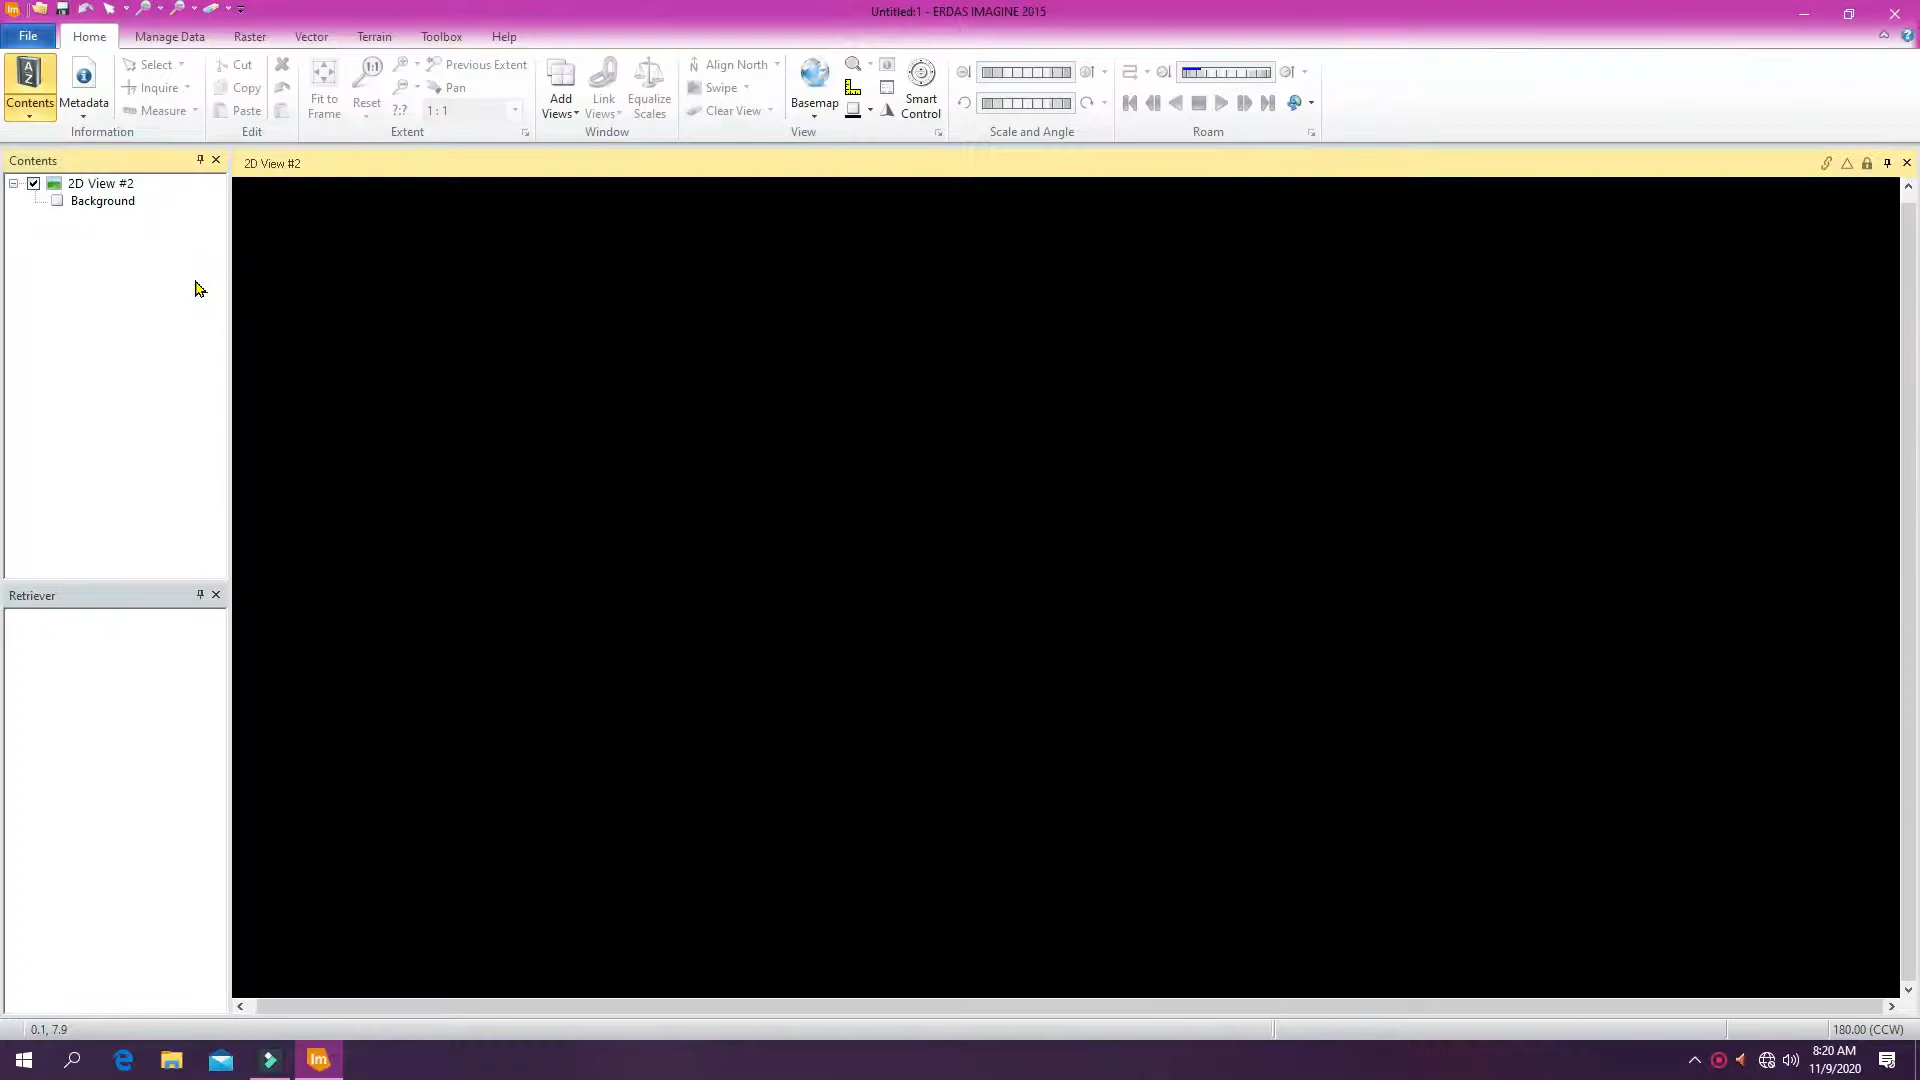 Untitled:1 - ERDAS IMAGINE 2015
File Home Manage Data Raster Vector Terrain Toolbox Help
A
Z
Contents
Metadata
Select
Inquire
Measure
Information
Cut
Copy
Paste
Edit
Fit to
Frame
1:1
Reset
Previous Extent
Pan
?:?
1 : 1
Extent
Add
Views
Link
Views
Equalize
Scales
Window
N Align North
Swipe
Clear View
Basemap
Smart
Control
View
Scale and Angle
Roam
Contents
2D View #2
Background
2D View #2
Retriever
0.1, 7.9
180.00 (CCW)
Im
8:20 AM
11/9/2020